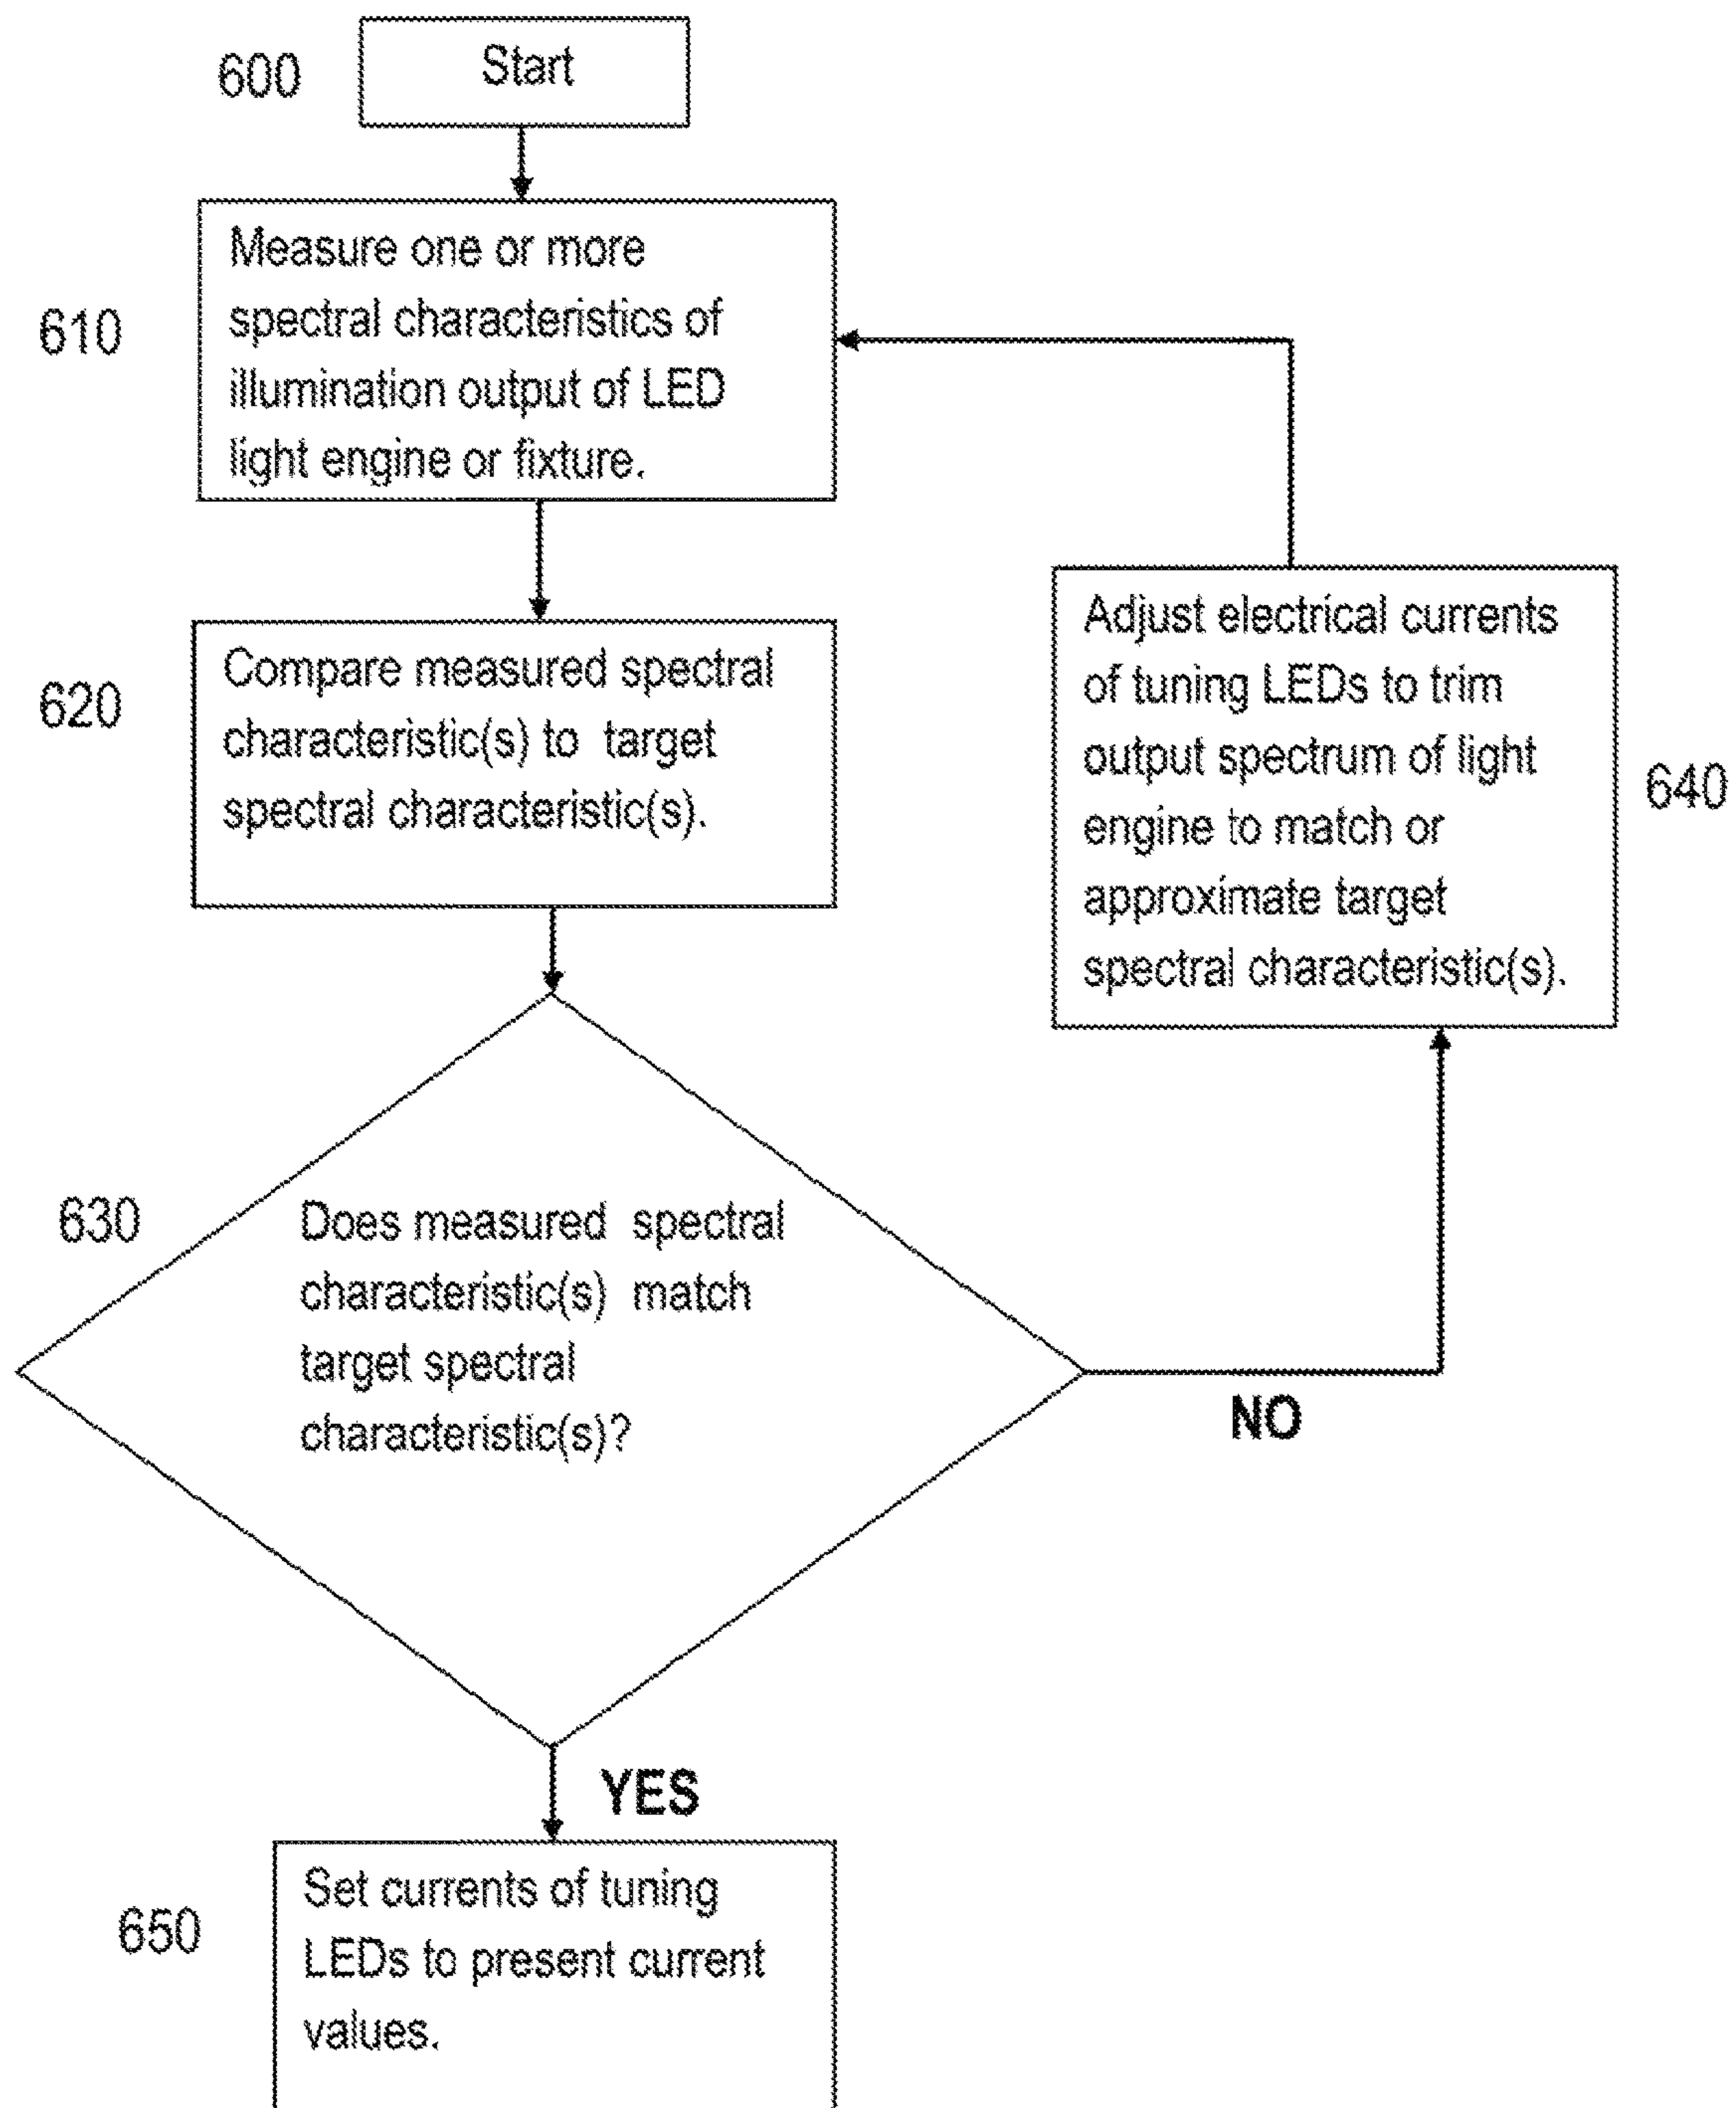 600
Start
610
Measure one or more
spectral characteristics of
illumination output of LED
light engine or fixture.
620
Compare measured spectral
characteristic(s) to target
spectral characteristic(s).
630
Does measured spectral
characteristic(s) match
target spectral
characteristic(s)?
NO
Adjust electrical currents
of tuning LEDs to trim
output spectrum of light
engine to match or
approximate target
spectral characteristic(s).
640
YES
650
Set currents of tuning
LEDs to present current
values.